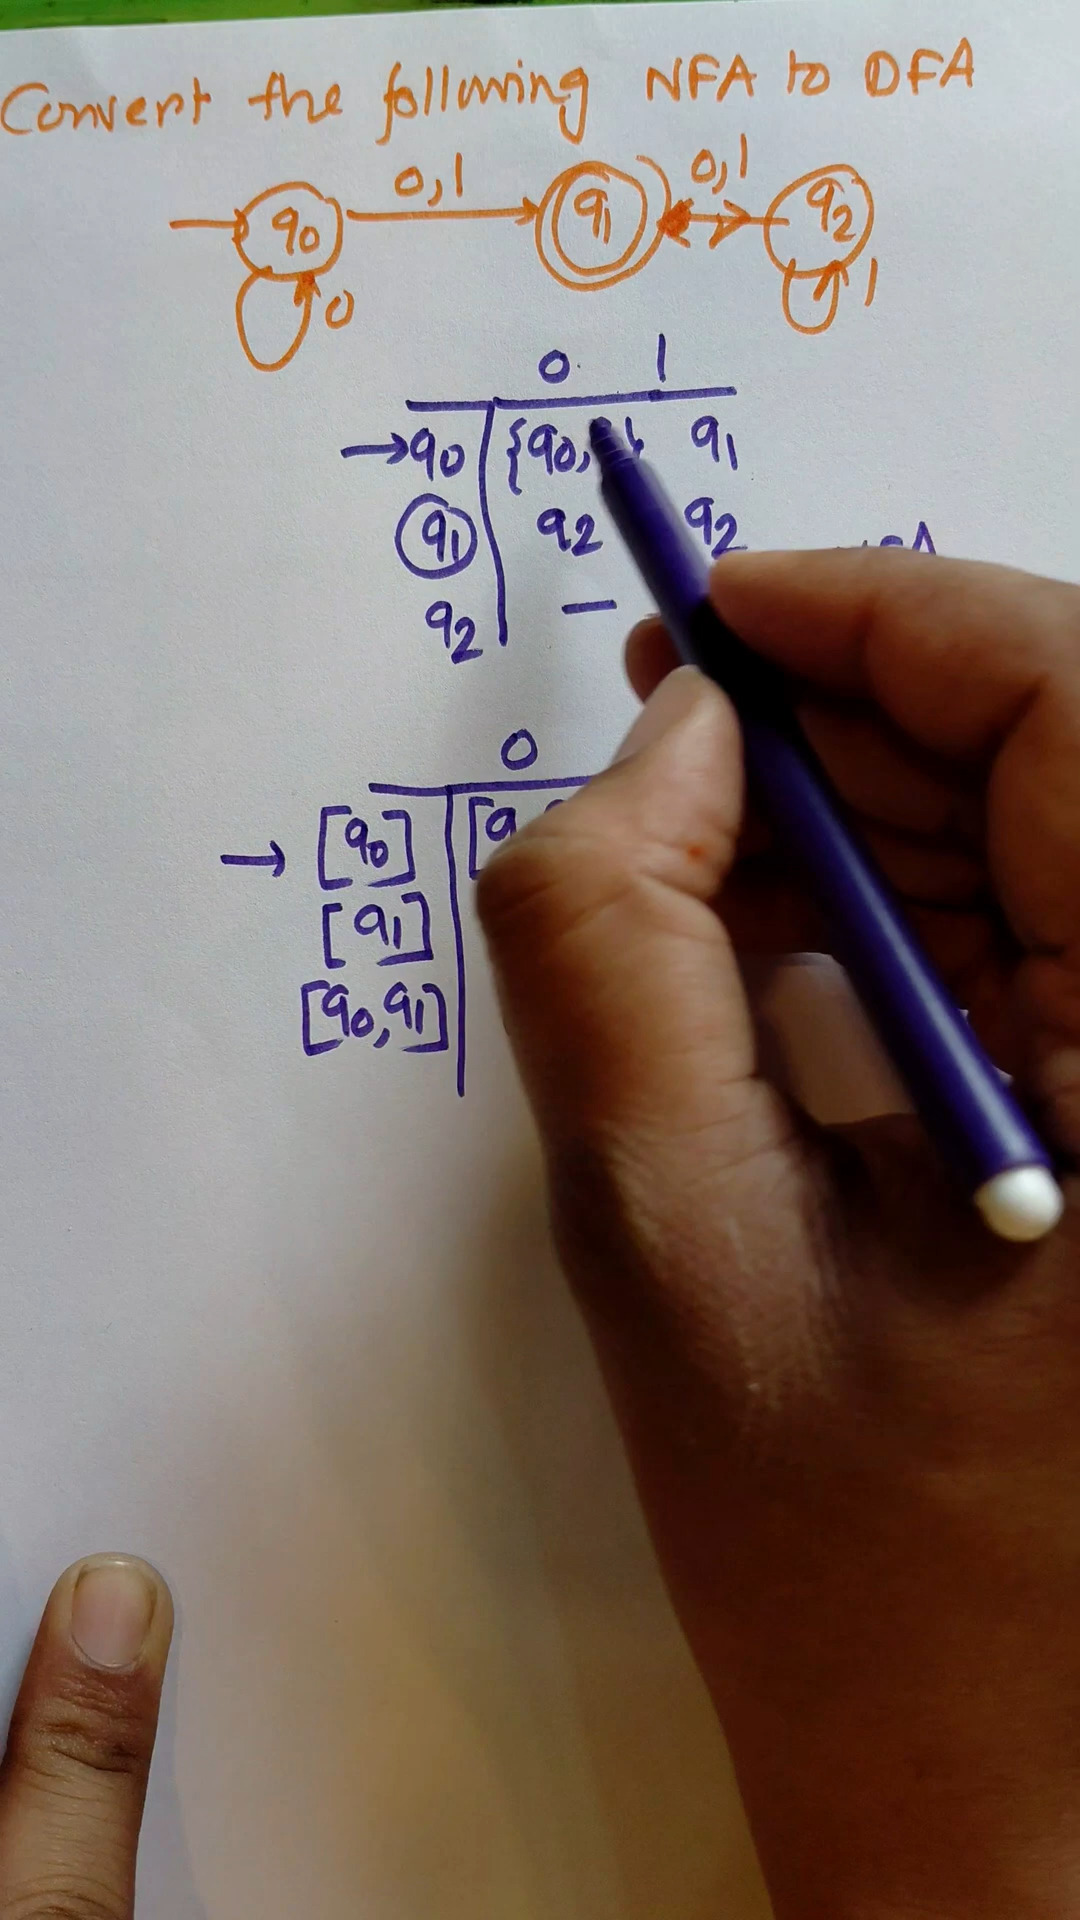 Convert the following NFA to DFA
0,1 0,1
q0 q1 q2
0 1
0 1
→q0 {q0, } q1
q1 q2 q2
q2 –
0
→ [q0] [q
[q1]
[q0,q1]